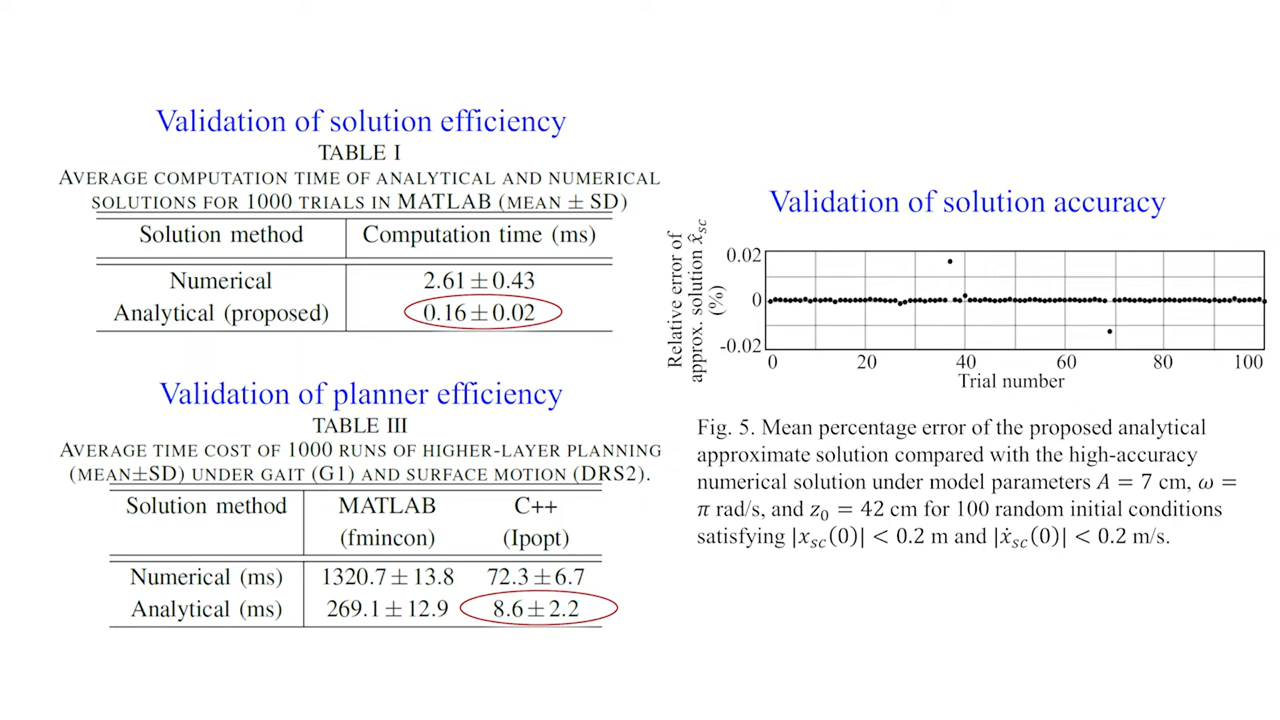 Validation of solution efficiency
TABLE I
AVERAGE COMPUTATION TIME OF ANALYTICAL AND NUMERICAL
SOLUTIONS FOR 1000 TRIALS IN MATLAB (MEAN ± SD)
Solution method Computation time (ms)
Numerical 2.61±0.43
Analytical (proposed) 0.16±0.02
Validation of planner efficiency
TABLE III
AVERAGE TIME COST OF 1000 RUNS OF HIGHER-LAYER PLANNING
(MEAN±SD) UNDER GAIT (G1) AND SURFACE MOTION (DRS2).
Solution method MATLAB C++
(fmincon) (Ipopt)
Numerical (ms) 1320.7±13.8 72.3±6.7
Analytical (ms) 269.1±12.9 8.6±2.2
Validation of solution accuracy
Relative error of
approx. solution x̂_sc
(%)
0.02
0
-0.02
0 20 40 60 80 100
Trial number
Fig. 5. Mean percentage error of the proposed analytical
approximate solution compared with the high-accuracy
numerical solution under model parameters A = 7 cm, ω =
π rad/s, and z₀ = 42 cm for 100 random initial conditions
satisfying |x_sc(0)| < 0.2 m and |ẋ_sc(0)| < 0.2 m/s.